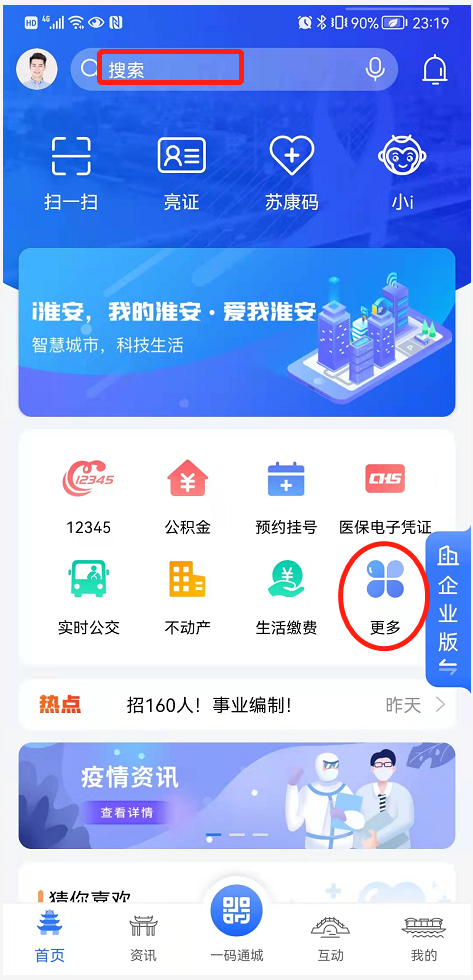 HD 4G 90% 23:19
搜索
扫一扫 亮证 苏康码 小i
i淮安，我的淮安·爱我淮安
智慧城市，科技生活
12345
CHS
12345 公积金 预约挂号 医保电子凭证
实时公交 不动产 生活缴费 更多
企业版
热点 招160人！事业编制！ 昨天
疫情资讯
查看详情
猜你喜欢
首页 资讯 一码通城 互动 我的